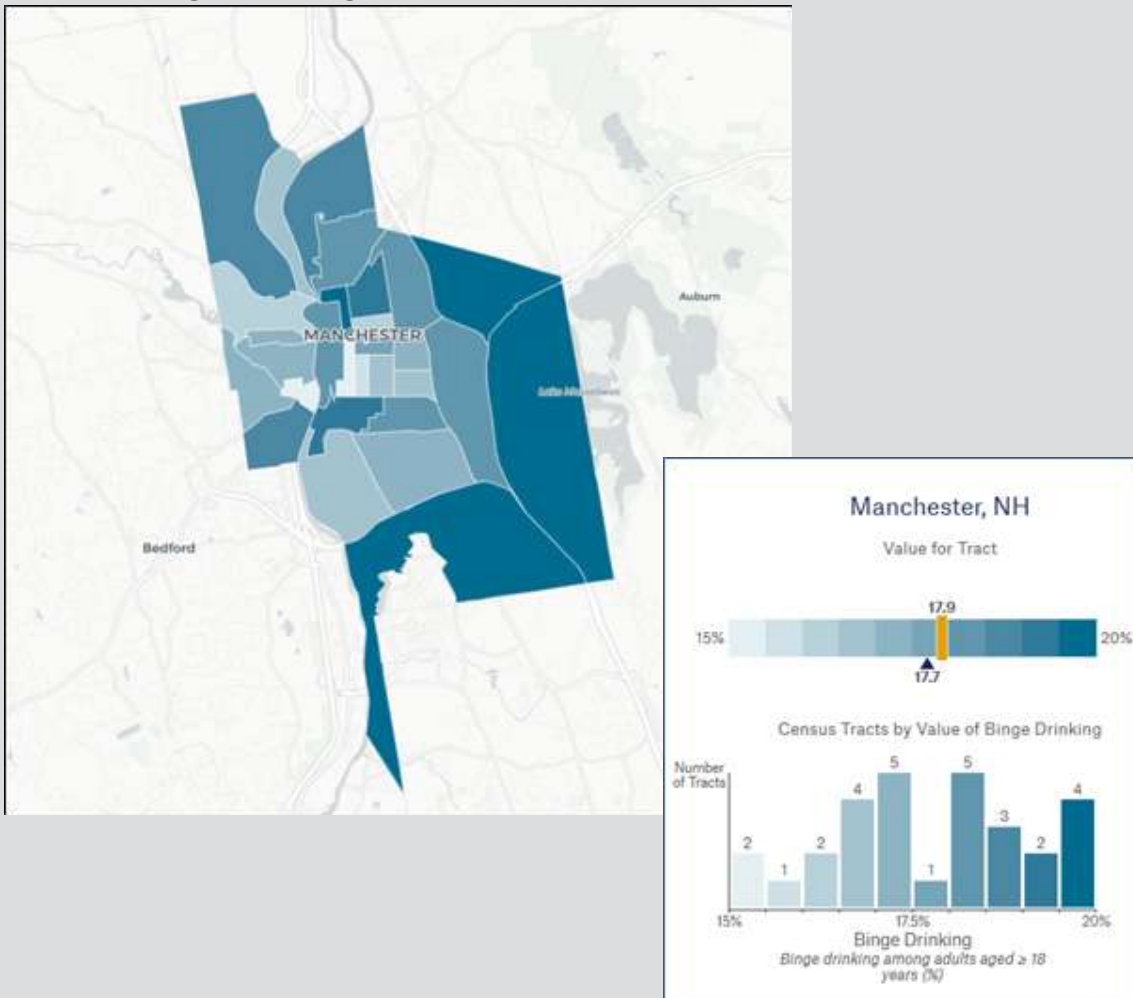 Auburn
MANCHESTER
Bedford
Manchester, NH
Value for Tract
17.9
15%
20%
17.7
Census Tracts by Value of Binge Drinking
Number
of Tracts
2
1
2
4
5
1
5
3
2
4
15%
17.5%
20%
Binge Drinking
Binge drinking among adults aged ≥ 18
years (%)